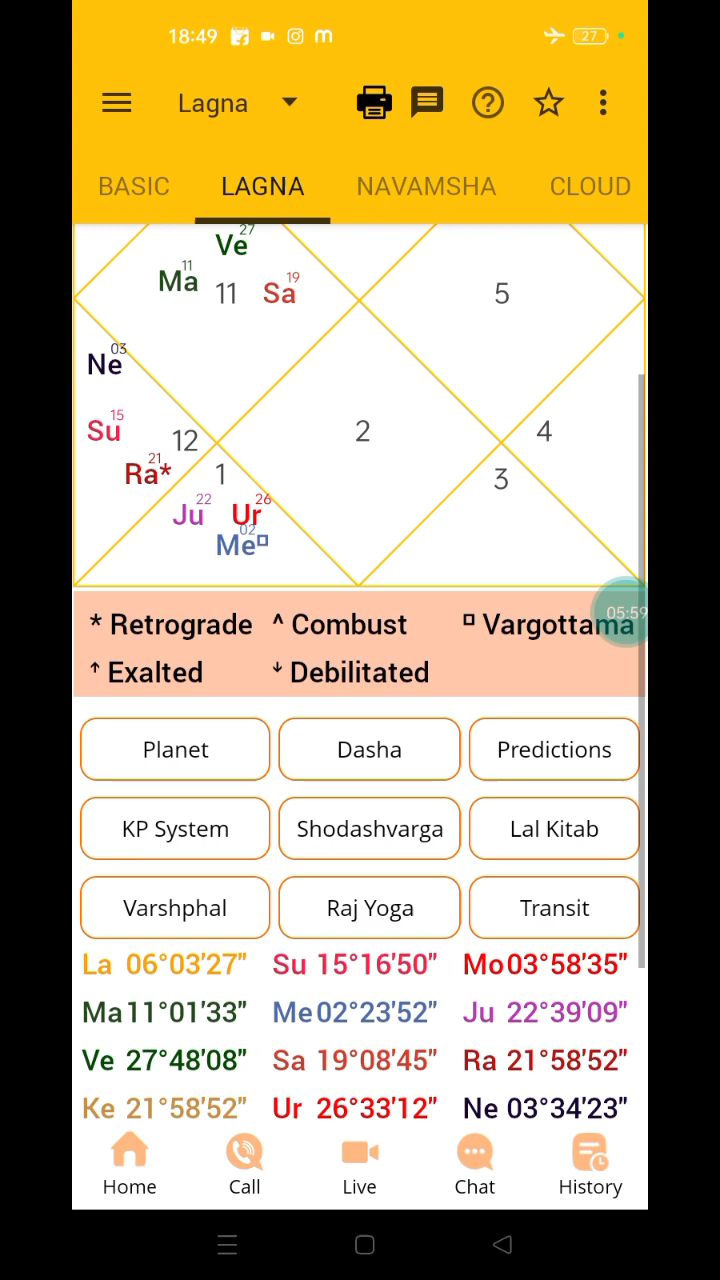 18:49 27
Lagna
BASIC LAGNA NAVAMSHA CLOUD
Ve 27
Ma 11 11 Sa 19 5
Ne 03
Su 15 12 2 4
Ra* 21 1 3
Ju 22 Ur 26
Me□ 02
* Retrograde ^ Combust □ Vargottama
05:59
↑ Exalted ↓ Debilitated
Planet Dasha Predictions
KP System Shodashvarga Lal Kitab
Varshphal Raj Yoga Transit
La 06°03'27" Su 15°16'50" Mo 03°58'35"
Ma 11°01'33" Me 02°23'52" Ju 22°39'09"
Ve 27°48'08" Sa 19°08'45" Ra 21°58'52"
Ke 21°58'52" Ur 26°33'12" Ne 03°34'23"
Home Call Live Chat History